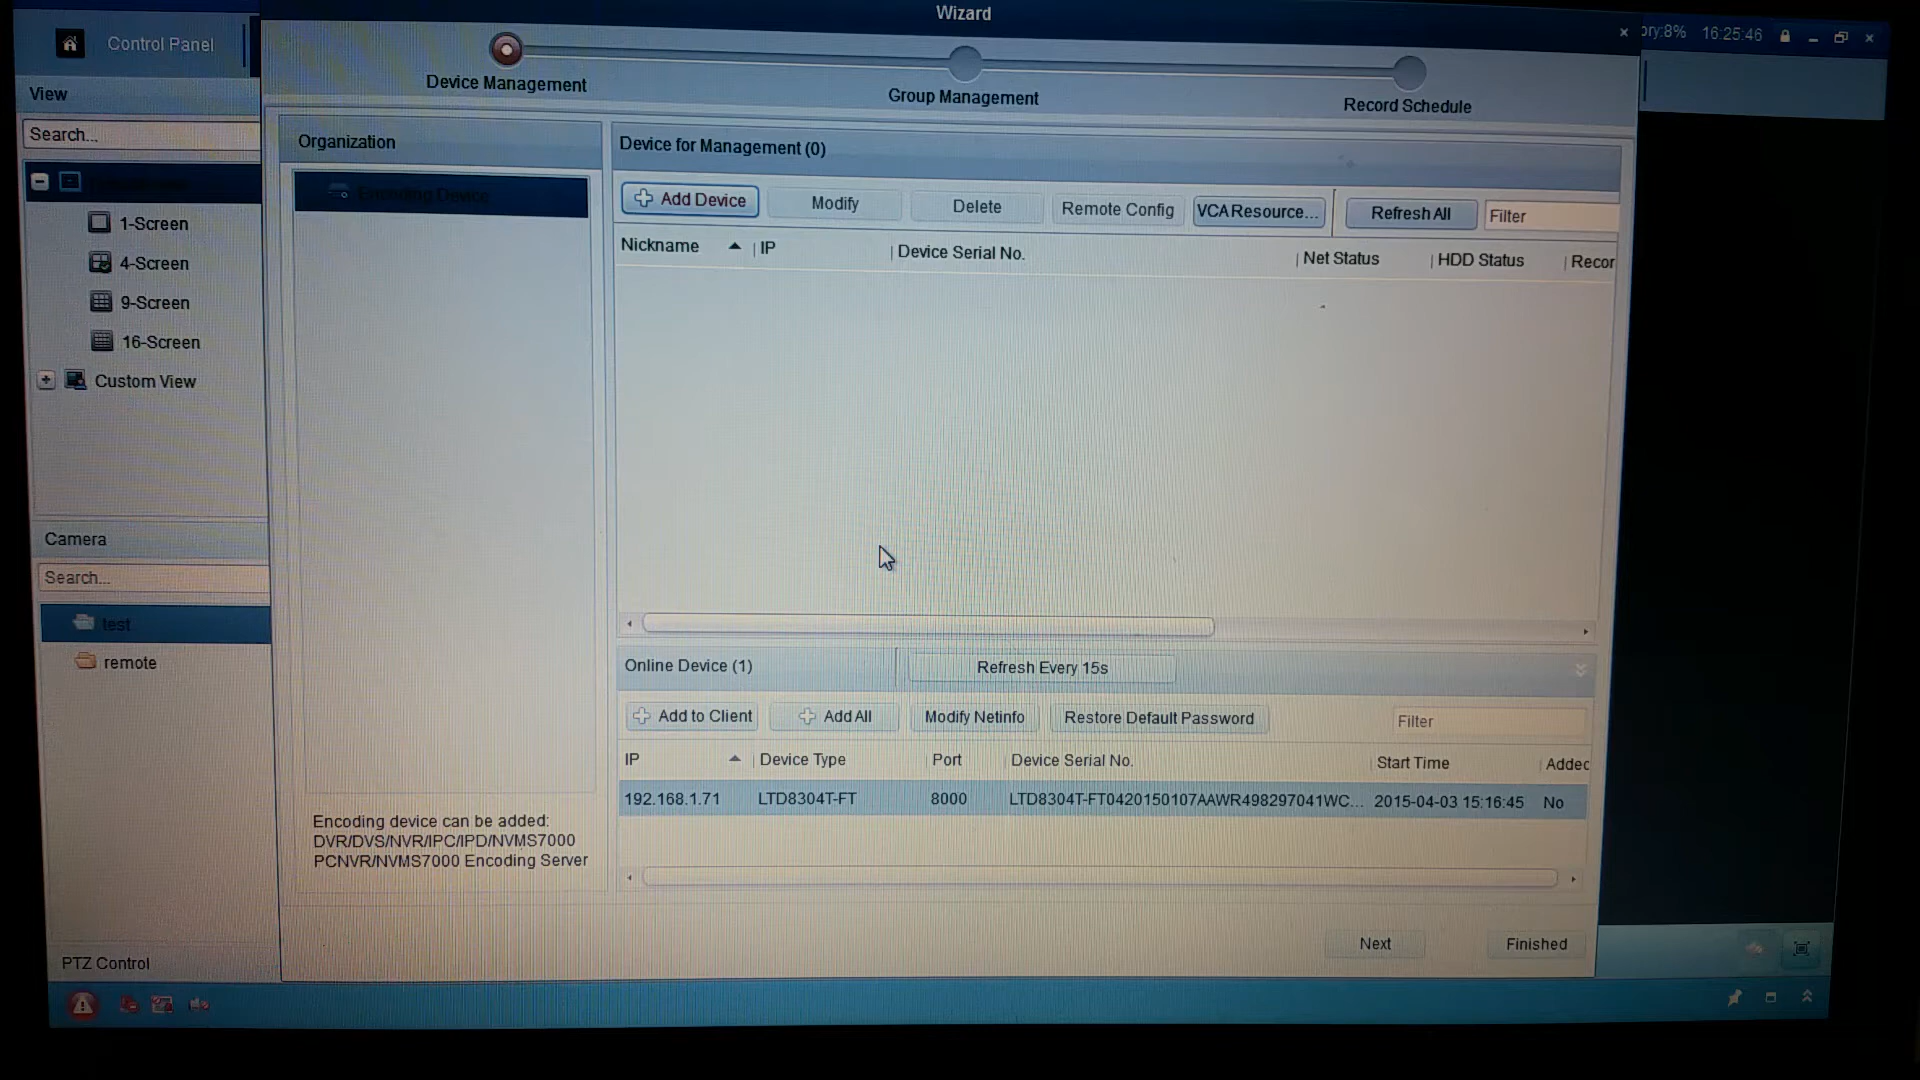 Wizard
Control Panel
ory:8%
16:25:46
Device Management
Group Management
Record Schedule
View
Search...
1-Screen
4-Screen
9-Screen
16-Screen
Custom View
Camera
Search...
test
remote
PTZ Control
Organization
Encoding Device
Encoding device can be added:
DVR/DVS/NVR/IPC/IPD/NVMS7000
PCNVR/NVMS7000 Encoding Server
Device for Management (0)
Add Device
Modify
Delete
Remote Config
VCA Resource...
Refresh All
Filter
Nickname
IP
Device Serial No.
Net Status
HDD Status
Recor
Online Device (1)
Refresh Every 15s
Add to Client
Add All
Modify Netinfo
Restore Default Password
Filter
IP
Device Type
Port
Device Serial No.
Start Time
Added
192.168.1.71
LTD8304T-FT
8000
LTD8304T-FT0420150107AAWR498297041WC...
2015-04-03 15:16:45
No
Next
Finished